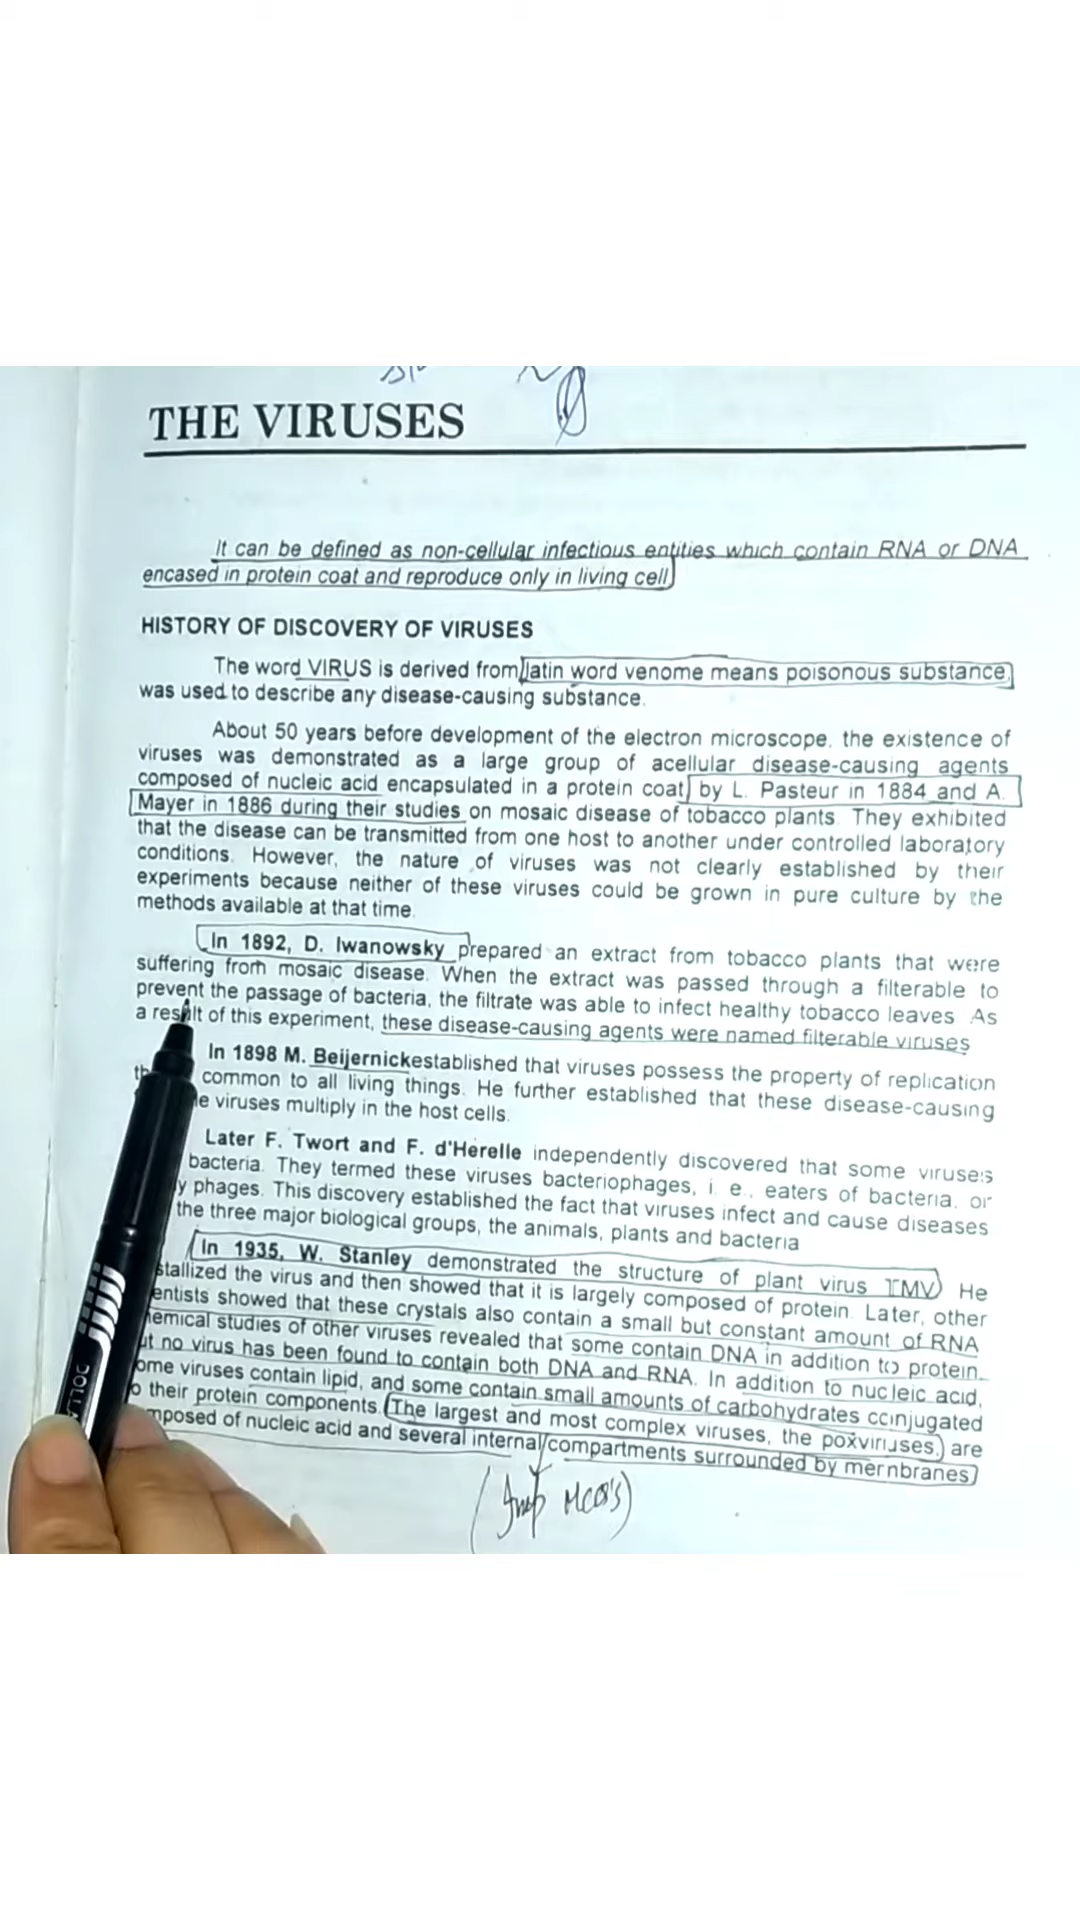 THE VIRUSES
It can be defined as non-cellular infectious entities which contain RNA or DNA
encased in protein coat and reproduce only in living cell
HISTORY OF DISCOVERY OF VIRUSES
The word VIRUS is derived from latin word venome means poisonous substance,
was used to describe any disease-causing substance.
About 50 years before development of the electron microscope, the existence of
viruses was demonstrated as a large group of acellular disease-causing agents
composed of nucleic acid encapsulated in a protein coat by L. Pasteur in 1884 and A.
Mayer in 1886 during their studies on mosaic disease of tobacco plants. They exhibited
that the disease can be transmitted from one host to another under controlled laboratory
conditions. However, the nature of viruses was not clearly established by their
experiments because neither of these viruses could be grown in pure culture by the
methods available at that time.
In 1892, D. Iwanowsky prepared an extract from tobacco plants that were
suffering from mosaic disease. When the extract was passed through a filterable to
prevent the passage of bacteria, the filtrate was able to infect healthy tobacco leaves. As
a result of this experiment, these disease-causing agents were named filterable viruses
In 1898 M. Beijernick established that viruses possess the property of replication
common to all living things. He further established that these disease-causing
viruses multiply in the host cells.
Later F. Twort and F. d'Herelle independently discovered that some viruses
bacteria. They termed these viruses bacteriophages, i. e., eaters of bacteria, or
phages. This discovery established the fact that viruses infect and cause diseases
the three major biological groups, the animals, plants and bacteria
In 1935, W. Stanley demonstrated the structure of plant virus TMV He
stallized the virus and then showed that it is largely composed of protein. Later, other
entists showed that these crystals also contain a small but constant amount of RNA
emical studies of other viruses revealed that some contain DNA in addition to protein.
ut no virus has been found to contain both DNA and RNA. In addition to nucleic acid,
ome viruses contain lipid, and some contain small amounts of carbohydrates conjugated
o their protein components. The largest and most complex viruses, the poxviruses, are
mposed of nucleic acid and several internal compartments surrounded by membranes
(Imp MCQ's)